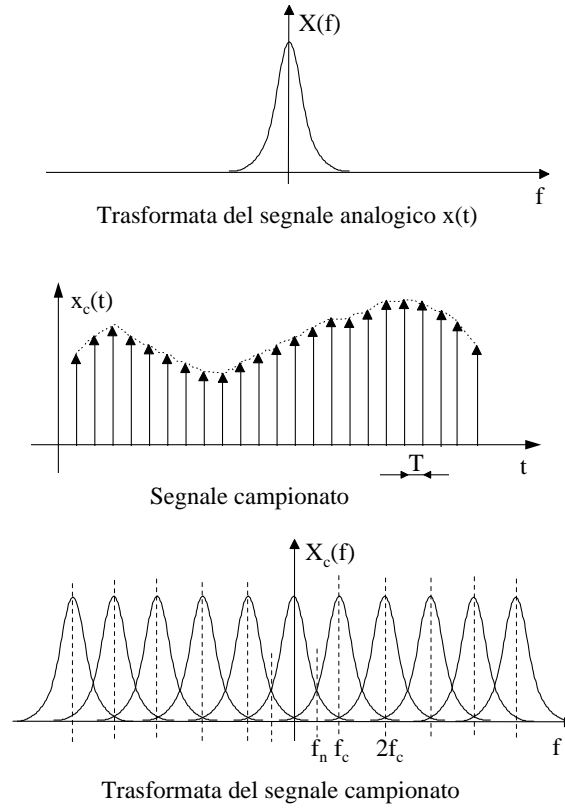 X(f)
f
Trasformata del segnale analogico x(t)
x_c(t)
T
t
Segnale campionato
X_c(f)
f_n f_c 2f_c f
Trasformata del segnale campionato